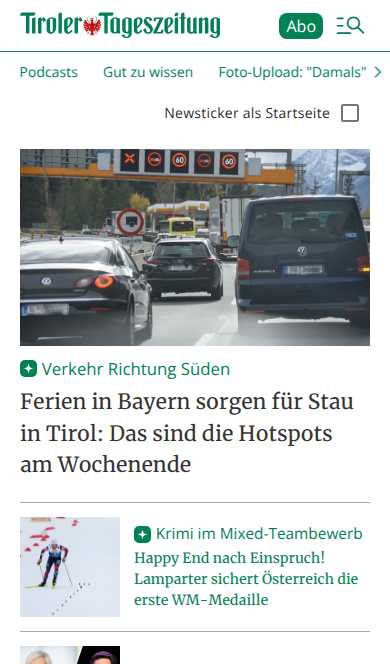 Tiroler Tageszeitung
Abo
Podcasts Gut zu wissen Foto-Upload: "Damals"
Newsticker als Startseite
60 60
Verkehr Richtung Süden
Ferien in Bayern sorgen für Stau
in Tirol: Das sind die Hotspots
am Wochenende
Krimi im Mixed-Teambewerb
Happy End nach Einspruch!
Lamparter sichert Österreich die
erste WM-Medaille